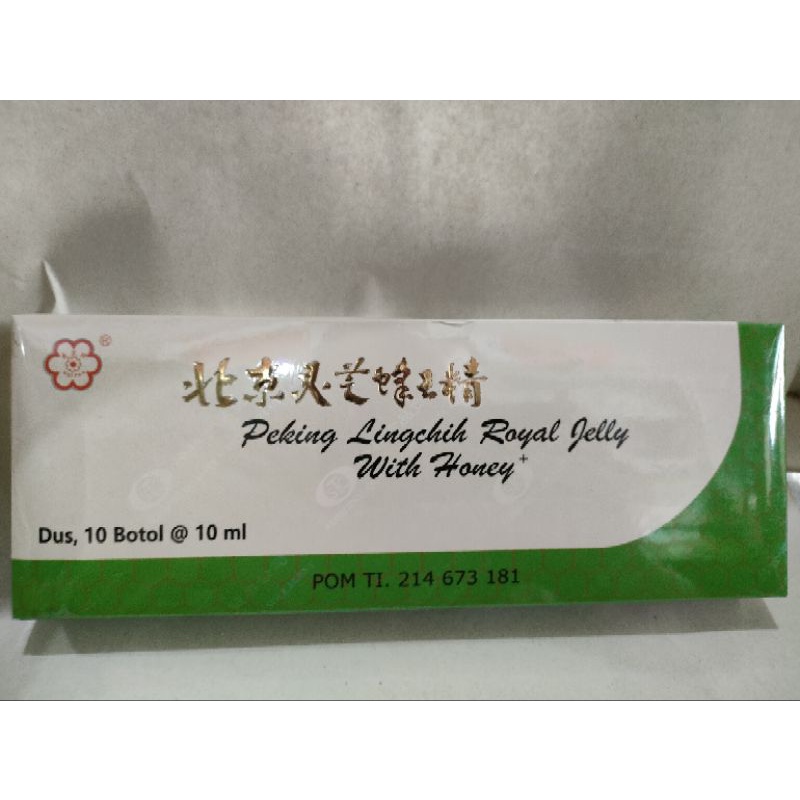 北京灵芝蜂王精
Peking Lingchih Royal Jelly
With Honey⁺
Dus, 10 Botol @ 10 ml
POM TI. 214 673 181